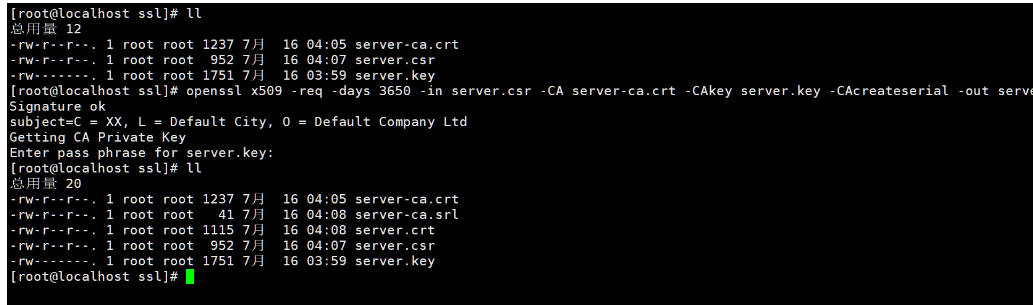 [root@localhost ssl]# ll
总用量 12
-rw-r--r--. 1 root root 1237 7月  16 04:05 server-ca.crt
-rw-r--r--. 1 root root  952 7月  16 04:07 server.csr
-rw-------. 1 root root 1751 7月  16 03:59 server.key
[root@localhost ssl]# openssl x509 -req -days 3650 -in server.csr -CA server-ca.crt -CAkey server.key -CAcreateserial -out serve
Signature ok
subject=C = XX, L = Default City, O = Default Company Ltd
Getting CA Private Key
Enter pass phrase for server.key:
[root@localhost ssl]# ll
总用量 20
-rw-r--r--. 1 root root 1237 7月  16 04:05 server-ca.crt
-rw-r--r--. 1 root root   41 7月  16 04:08 server-ca.srl
-rw-r--r--. 1 root root 1115 7月  16 04:08 server.crt
-rw-r--r--. 1 root root  952 7月  16 04:07 server.csr
-rw-------. 1 root root 1751 7月  16 03:59 server.key
[root@localhost ssl]#